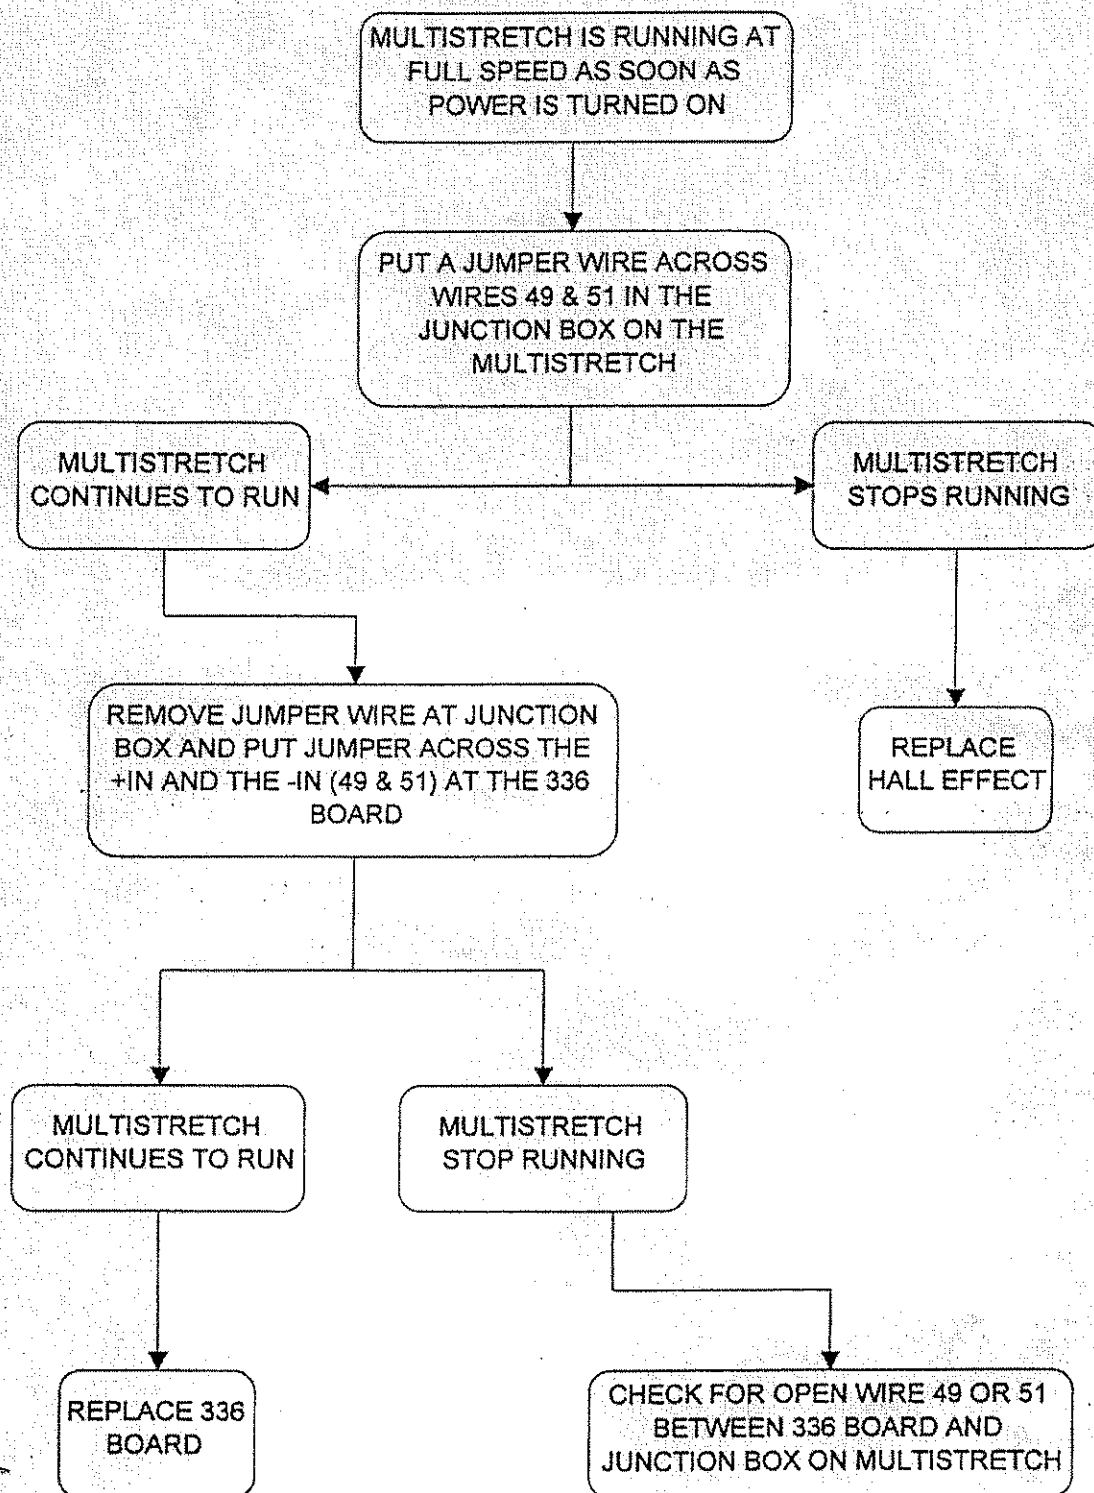 MULTISTRETCH IS RUNNING AT
FULL SPEED AS SOON AS
POWER IS TURNED ON
PUT A JUMPER WIRE ACROSS
WIRES 49 & 51 IN THE
JUNCTION BOX ON THE
MULTISTRETCH
MULTISTRETCH
CONTINUES TO RUN
MULTISTRETCH
STOPS RUNNING
REMOVE JUMPER WIRE AT JUNCTION
BOX AND PUT JUMPER ACROSS THE
+IN AND THE -IN (49 & 51) AT THE 336
BOARD
REPLACE
HALL EFFECT
MULTISTRETCH
CONTINUES TO RUN
MULTISTRETCH
STOP RUNNING
REPLACE 336
BOARD
CHECK FOR OPEN WIRE 49 OR 51
BETWEEN 336 BOARD AND
JUNCTION BOX ON MULTISTRETCH